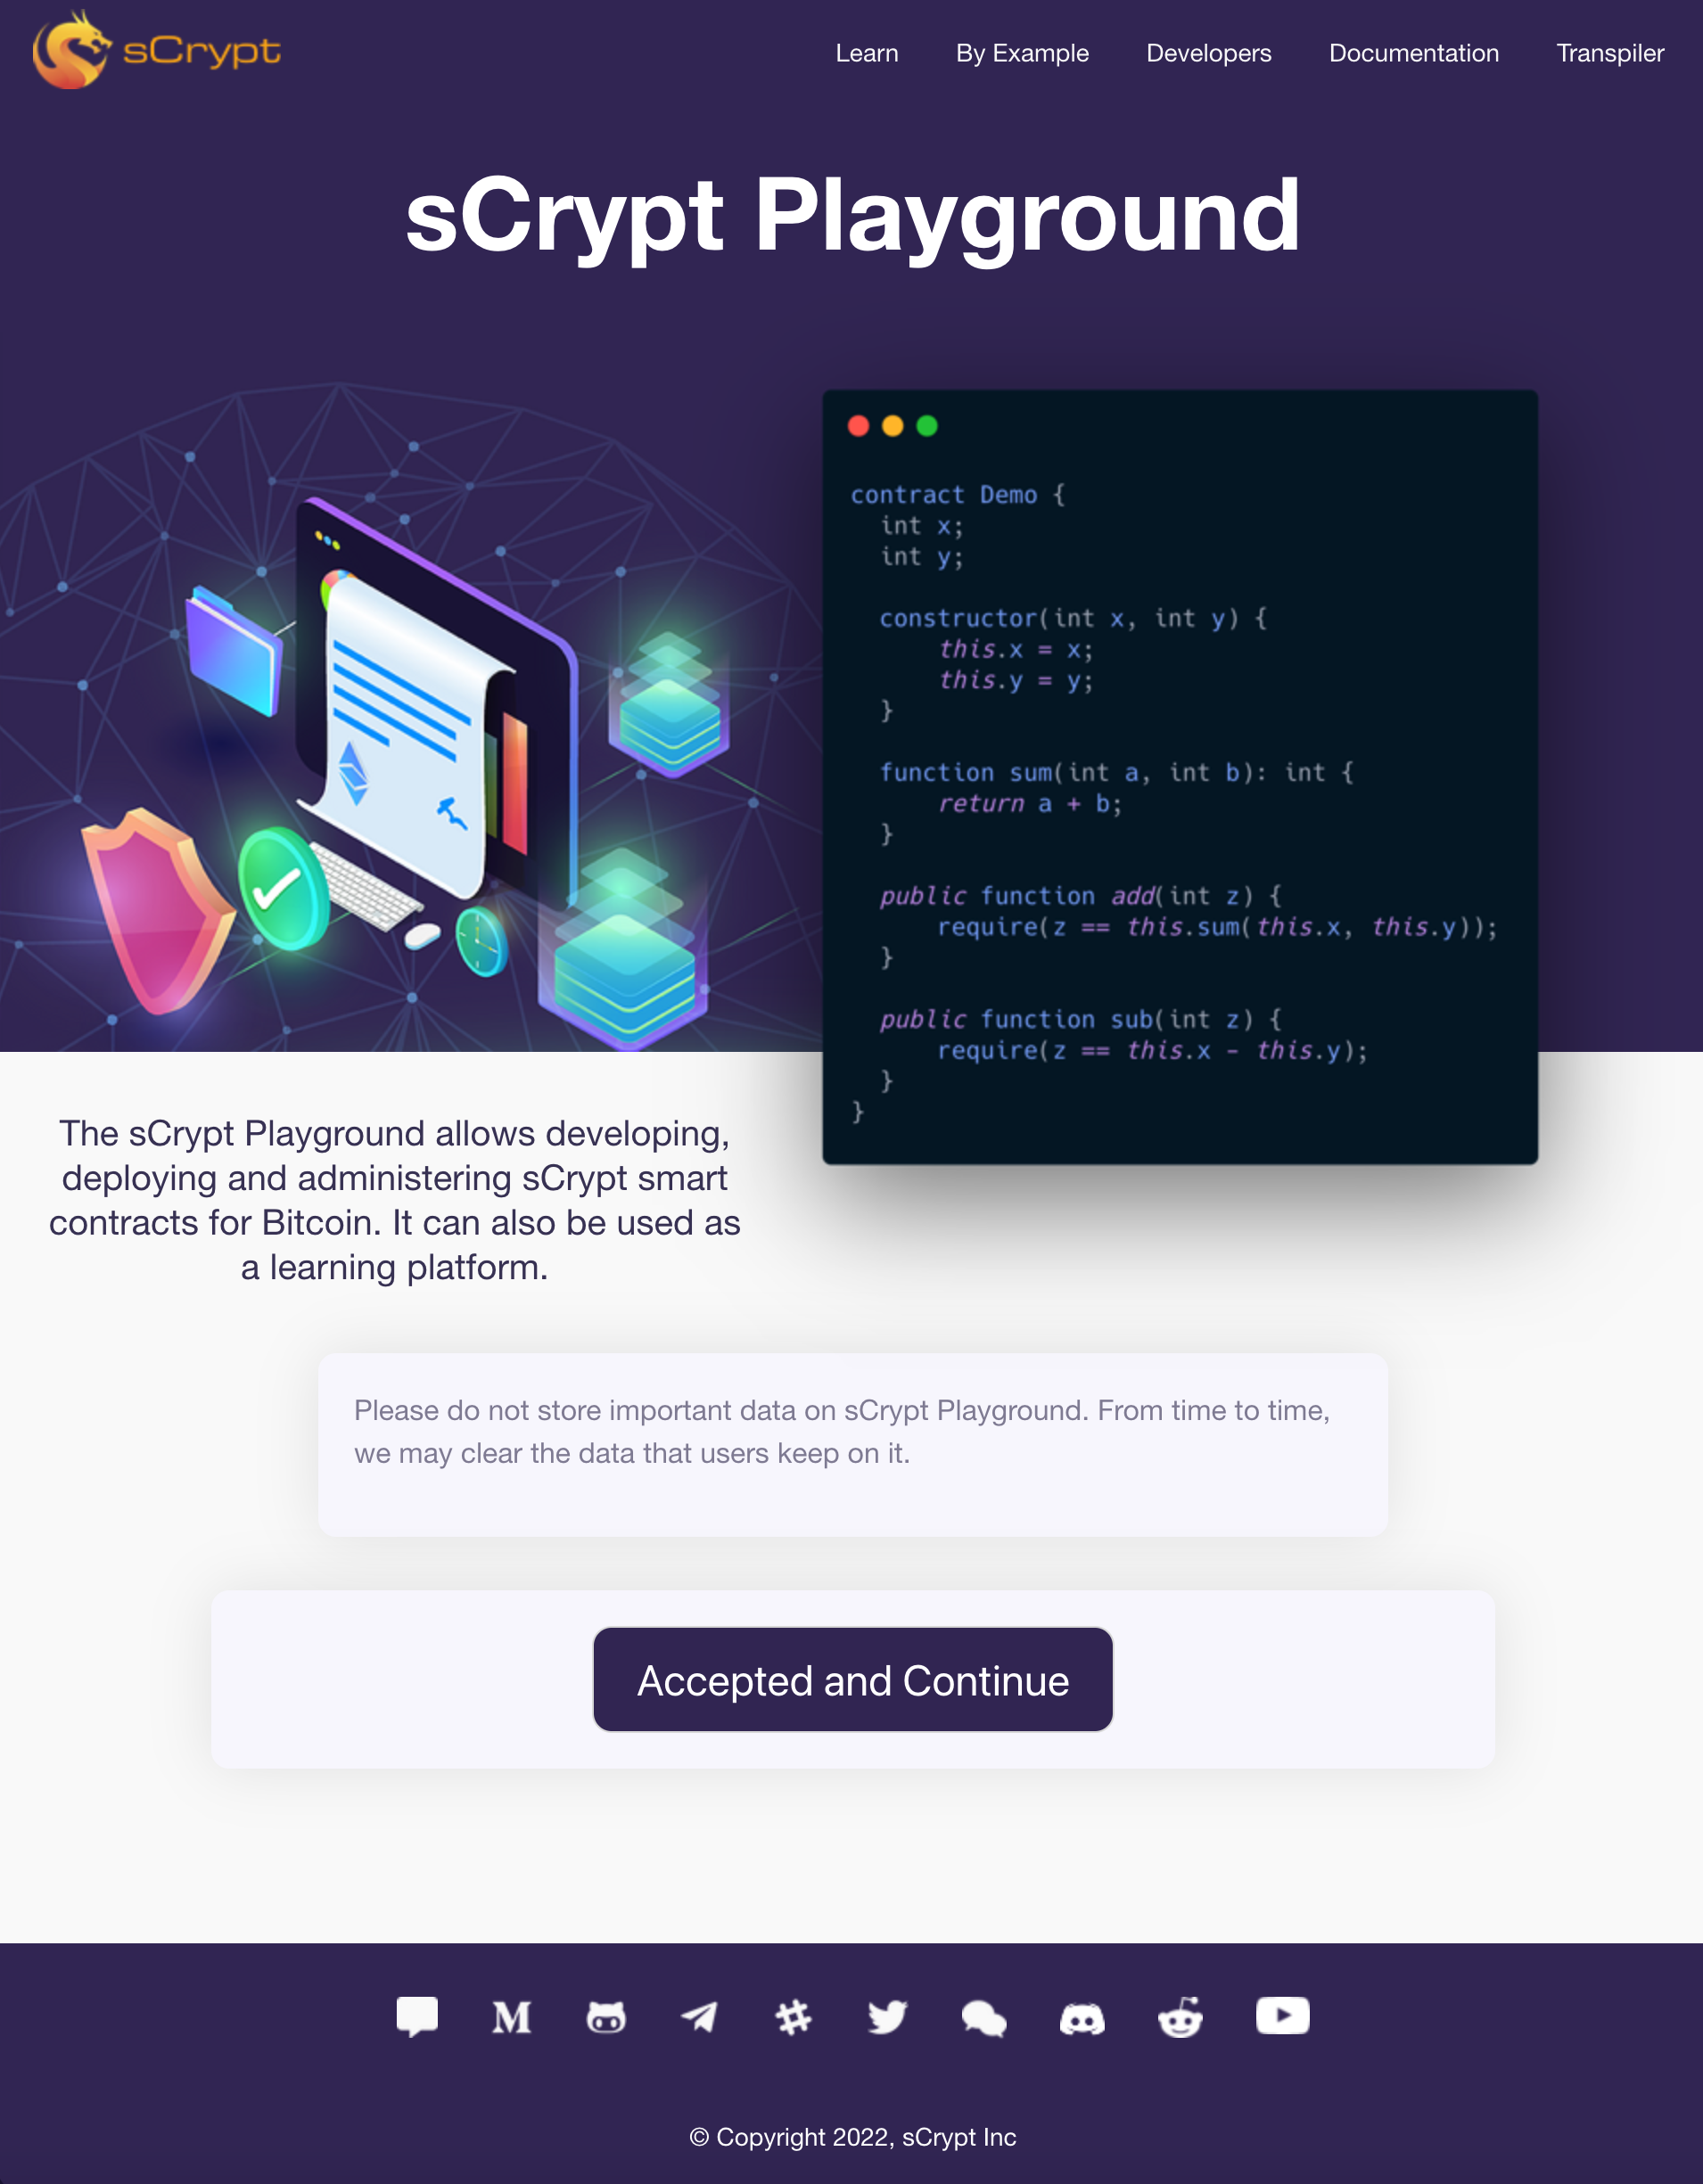 sCrypt
Learn By Example Developers Documentation Transpiler
sCrypt Playground
contract Demo {
int x;
int y;
constructor(int x, int y) {
this.x = x;
this.y = y;
}
function sum(int a, int b): int {
return a + b;
}
public function add(int z) {
require(z == this.sum(this.x, this.y));
}
public function sub(int z) {
require(z == this.x - this.y);
}
}
The sCrypt Playground allows developing,
deploying and administering sCrypt smart
contracts for Bitcoin. It can also be used as
a learning platform.
Please do not store important data on sCrypt Playground. From time to time,
we may clear the data that users keep on it.
Accepted and Continue
© Copyright 2022, sCrypt Inc